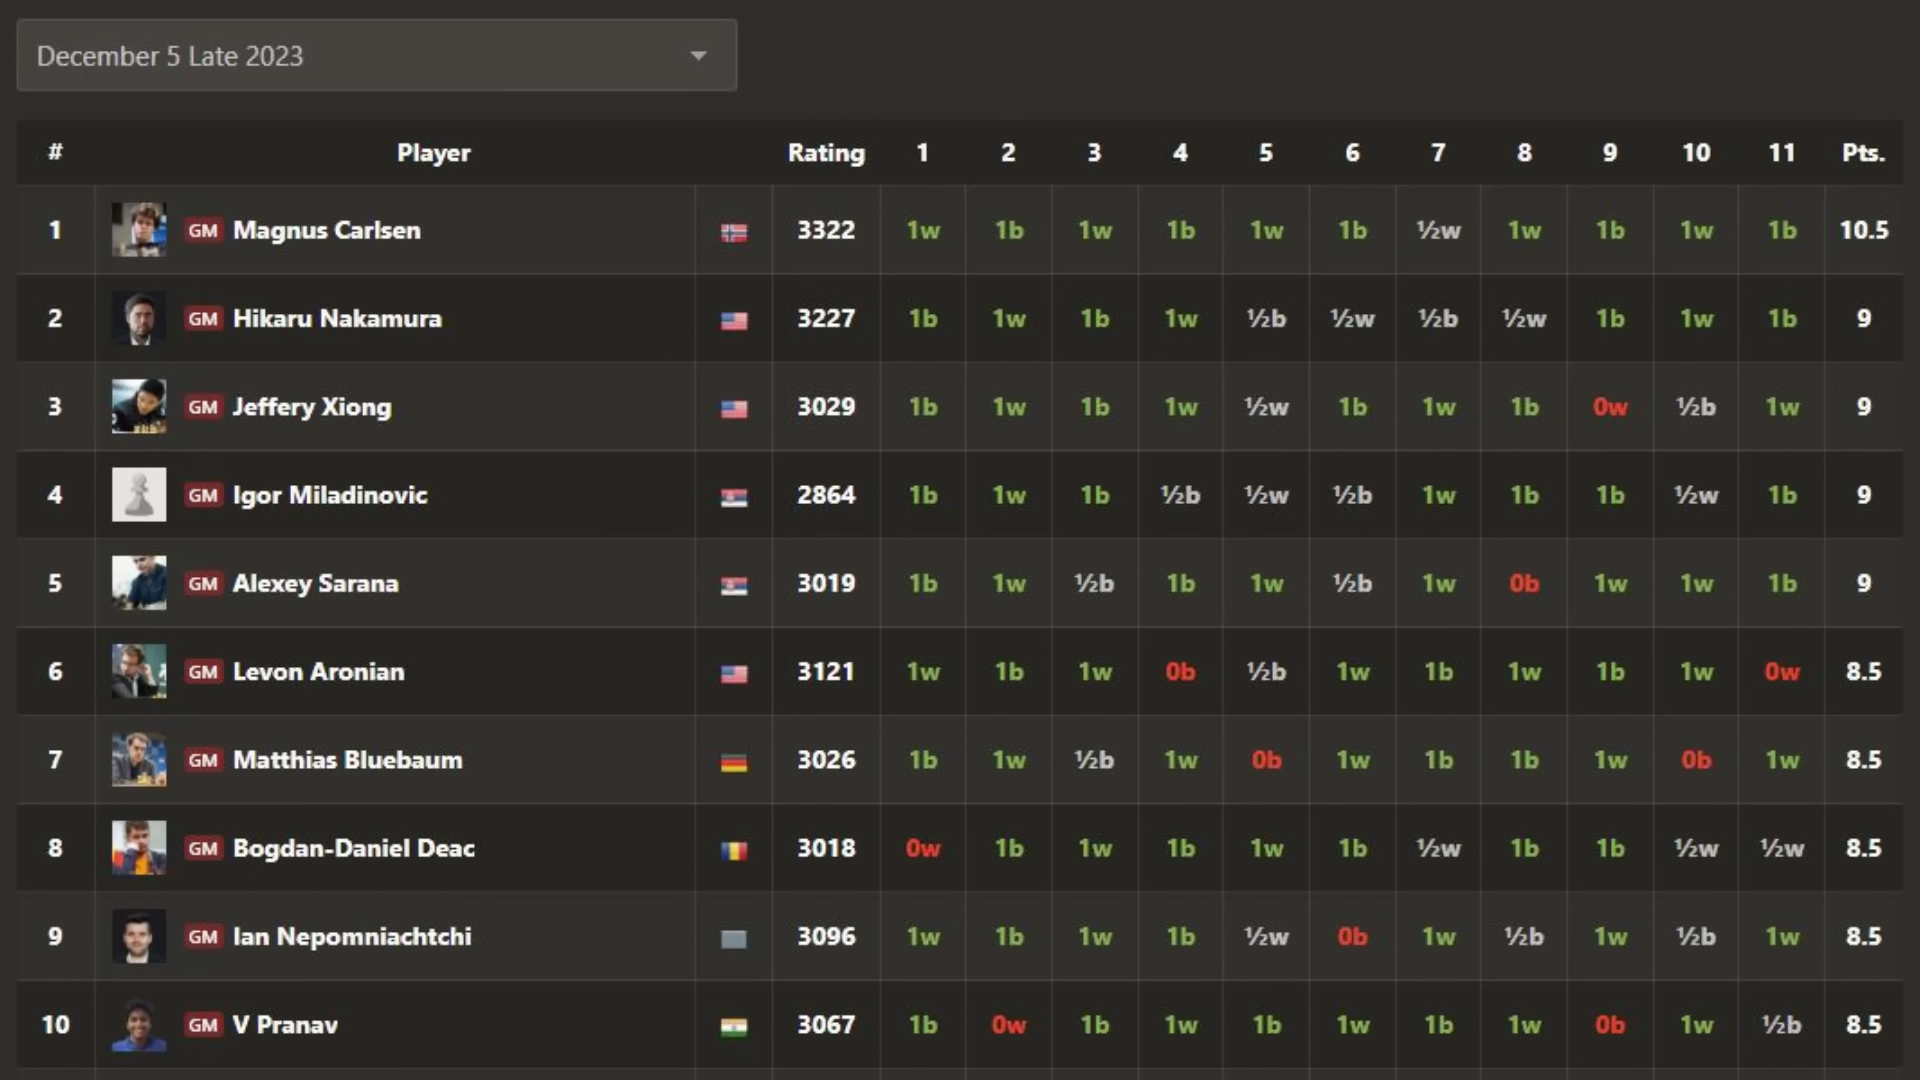 December 5 Late 2023
# Player Rating 1 2 3 4 5 6 7 8 9 10 11 Pts.
1 GM Magnus Carlsen 3322 1w 1b 1w 1b 1w 1b ½w 1w 1b 1w 1b 10.5
2 GM Hikaru Nakamura 3227 1b 1w 1b 1w ½b ½w ½b ½w 1b 1w 1b 9
3 GM Jeffery Xiong 3029 1b 1w 1b 1w ½w 1b 1w 1b 0w ½b 1w 9
4 GM Igor Miladinovic 2864 1b 1w 1b ½b ½w ½b 1w 1b 1b ½w 1b 9
5 GM Alexey Sarana 3019 1b 1w ½b 1b 1w ½b 1w 0b 1w 1w 1b 9
6 GM Levon Aronian 3121 1w 1b 1w 0b ½b 1w 1b 1w 1b 1w 0w 8.5
7 GM Matthias Bluebaum 3026 1b 1w ½b 1w 0b 1w 1b 1b 1w 0b 1w 8.5
8 GM Bogdan-Daniel Deac 3018 0w 1b 1w 1b 1w 1b ½w 1b 1b ½w ½w 8.5
9 GM Ian Nepomniachtchi 3096 1w 1b 1w 1b ½w 0b 1w ½b 1w ½b 1w 8.5
10 GM V Pranav 3067 1b 0w 1b 1w 1b 1w 1b 1w 0b 1w ½b 8.5